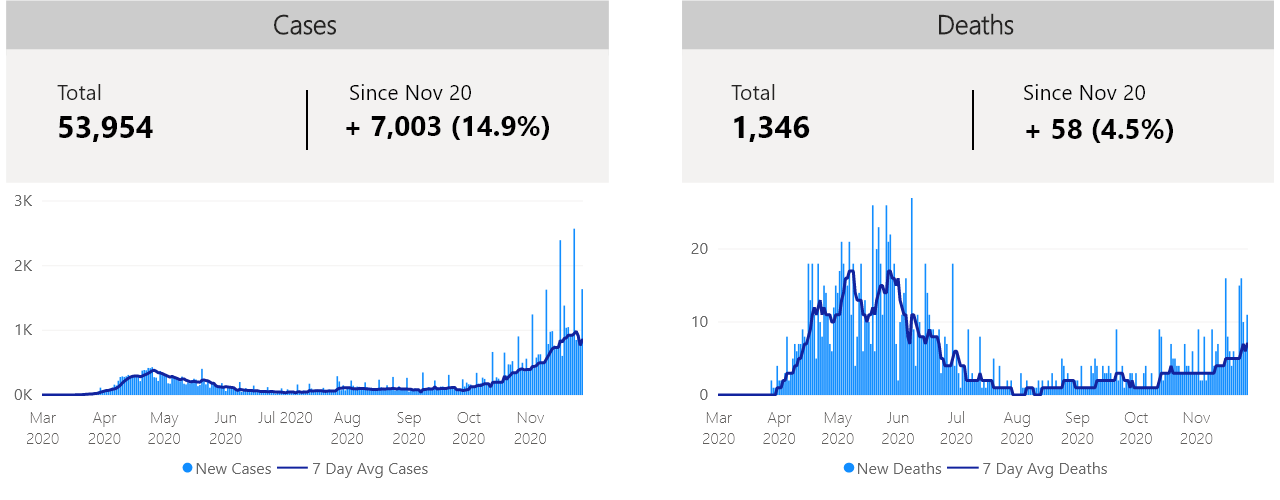 Cases
Total
53,954
Since Nov 20
+ 7,003 (14.9%)
3K
2K
1K
0K
Mar 2020
Apr 2020
May 2020
Jun 2020
Jul 2020
Aug 2020
Sep 2020
Oct 2020
Nov 2020
New Cases
7 Day Avg Cases
Deaths
Total
1,346
Since Nov 20
+ 58 (4.5%)
20
10
0
Mar 2020
Apr 2020
May 2020
Jun 2020
Jul 2020
Aug 2020
Sep 2020
Oct 2020
Nov 2020
New Deaths
7 Day Avg Deaths